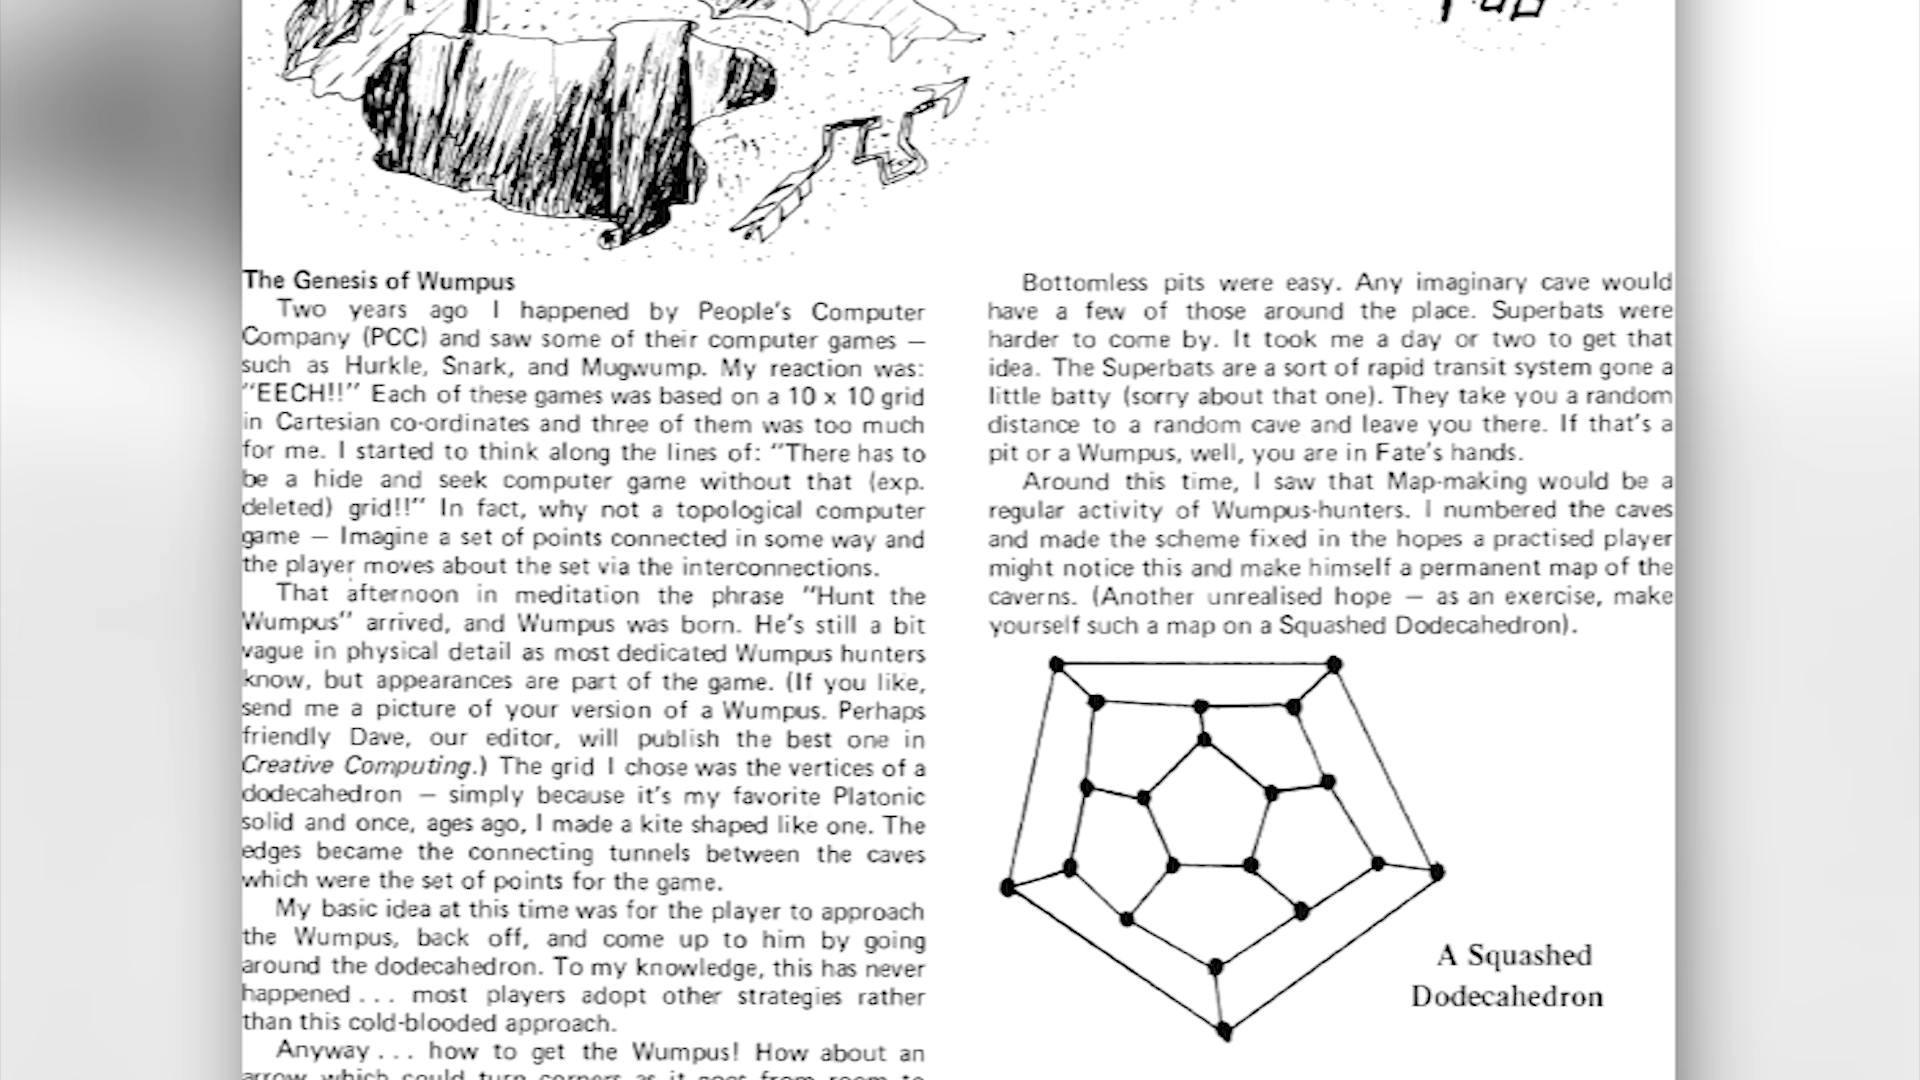 The Genesis of Wumpus
Two years ago I happened by People's Computer
Company (PCC) and saw some of their computer games —
such as Hurkle, Snark, and Mugwump. My reaction was:
"EECH!!" Each of these games was based on a 10 x 10 grid
in Cartesian co-ordinates and three of them was too much
for me. I started to think along the lines of: "There has to
be a hide and seek computer game without that (exp.
deleted) grid!!" In fact, why not a topological computer
game — Imagine a set of points connected in some way and
the player moves about the set via the interconnections.
That afternoon in meditation the phrase "Hunt the
Wumpus" arrived, and Wumpus was born. He's still a bit
vague in physical detail as most dedicated Wumpus hunters
know, but appearances are part of the game. (If you like,
send me a picture of your version of a Wumpus. Perhaps
friendly Dave, our editor, will publish the best one in
Creative Computing.) The grid I chose was the vertices of a
dodecahedron — simply because it's my favorite Platonic
solid and once, ages ago, I made a kite shaped like one. The
edges became the connecting tunnels between the caves
which were the set of points for the game.
My basic idea at this time was for the player to approach
the Wumpus, back off, and come up to him by going
around the dodecahedron. To my knowledge, this has never
happened . . . most players adopt other strategies rather
than this cold-blooded approach.
Anyway . . . how to get the Wumpus! How about an
arrow which could turn corners as it goes from room to
Bottomless pits were easy. Any imaginary cave would
have a few of those around the place. Superbats were
harder to come by. It took me a day or two to get that
idea. The Superbats are a sort of rapid transit system gone a
little batty (sorry about that one). They take you a random
distance to a random cave and leave you there. If that's a
pit or a Wumpus, well, you are in Fate's hands.
Around this time, I saw that Map-making would be a
regular activity of Wumpus-hunters. I numbered the caves
and made the scheme fixed in the hopes a practised player
might notice this and make himself a permanent map of the
caverns. (Another unrealised hope — as an exercise, make
yourself such a map on a Squashed Dodecahedron).
A Squashed
Dodecahedron